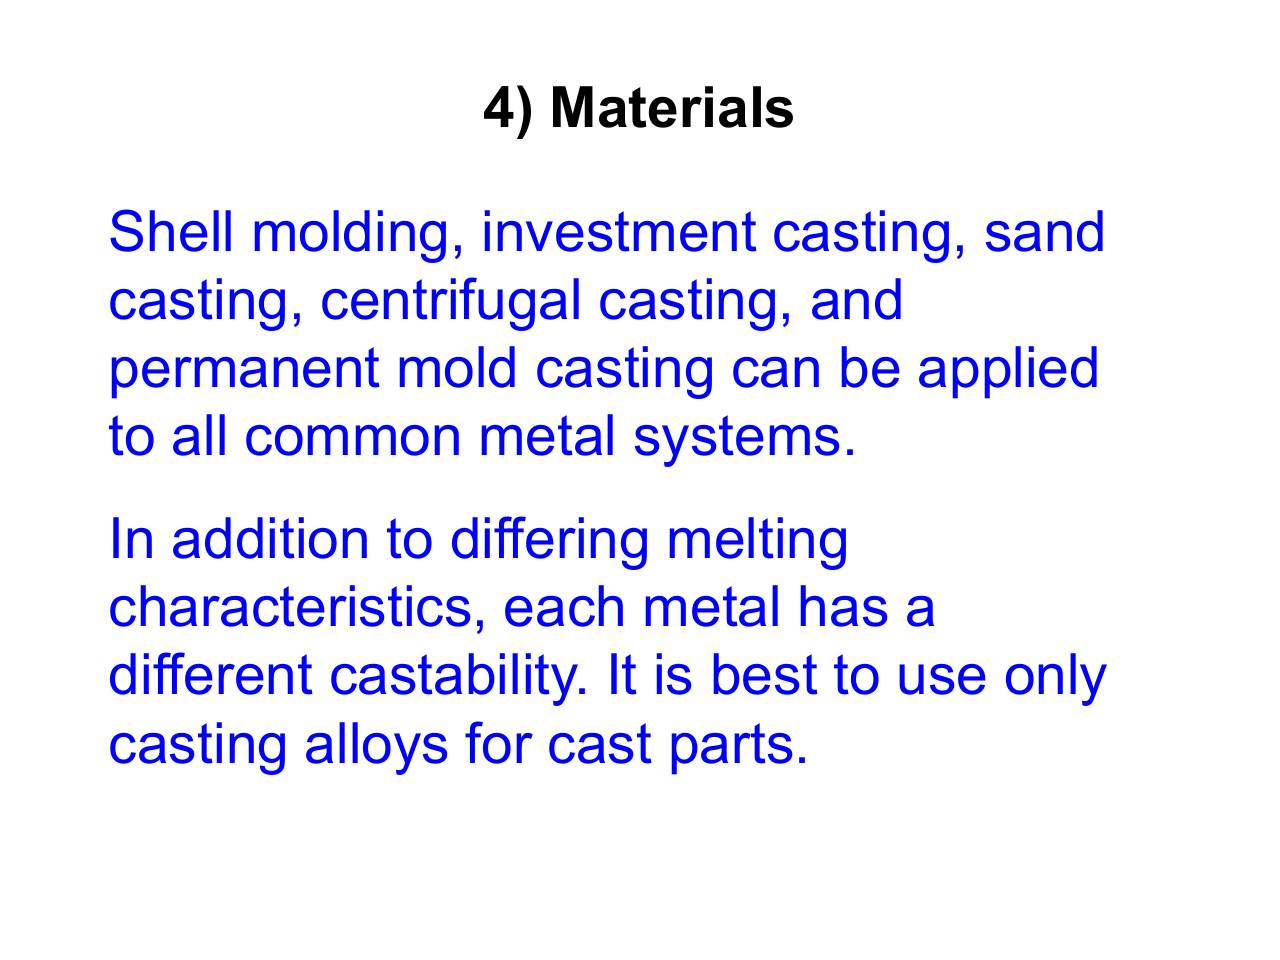 4) Materials
Shell molding, investment casting, sand
casting, centrifugal casting, and
permanent mold casting can be applied
to all common metal systems.
In addition to differing melting
characteristics, each metal has a
different castability. It is best to use only
casting alloys for cast parts.